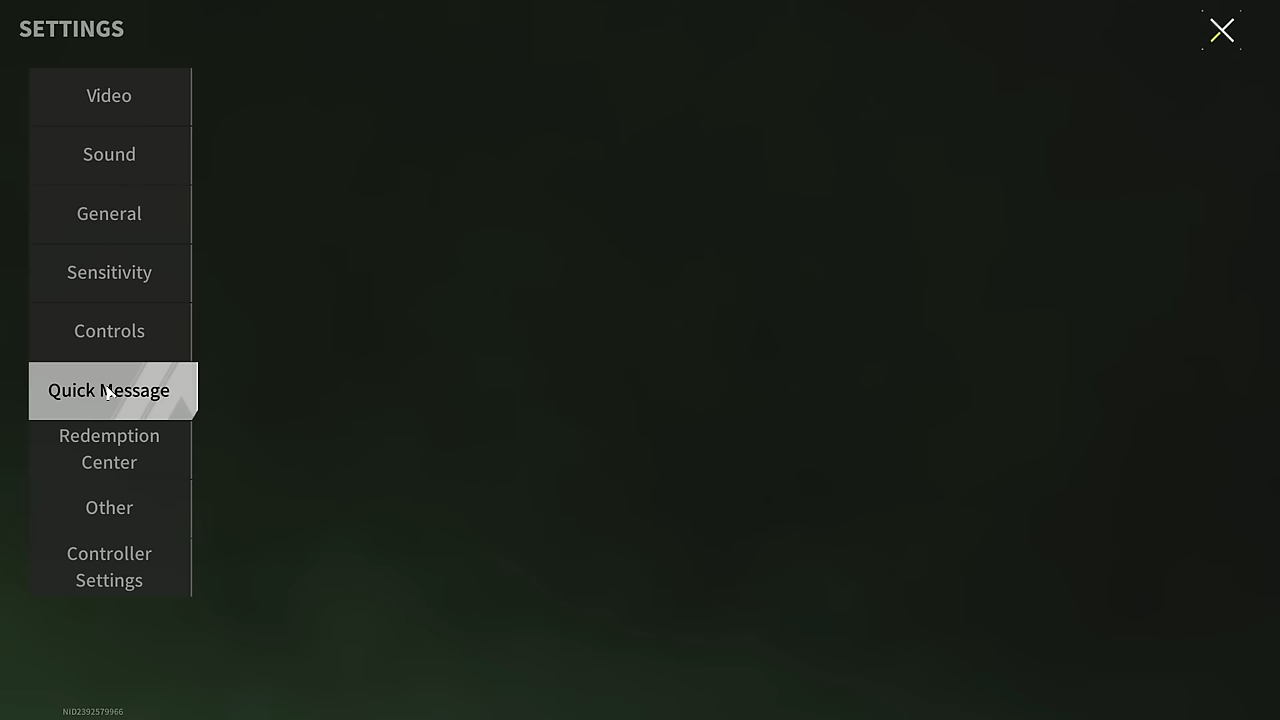 SETTINGS
Video
Sound
General
Sensitivity
Controls
Quick Message
Redemption
Center
Other
Controller
Settings
NID2392579966